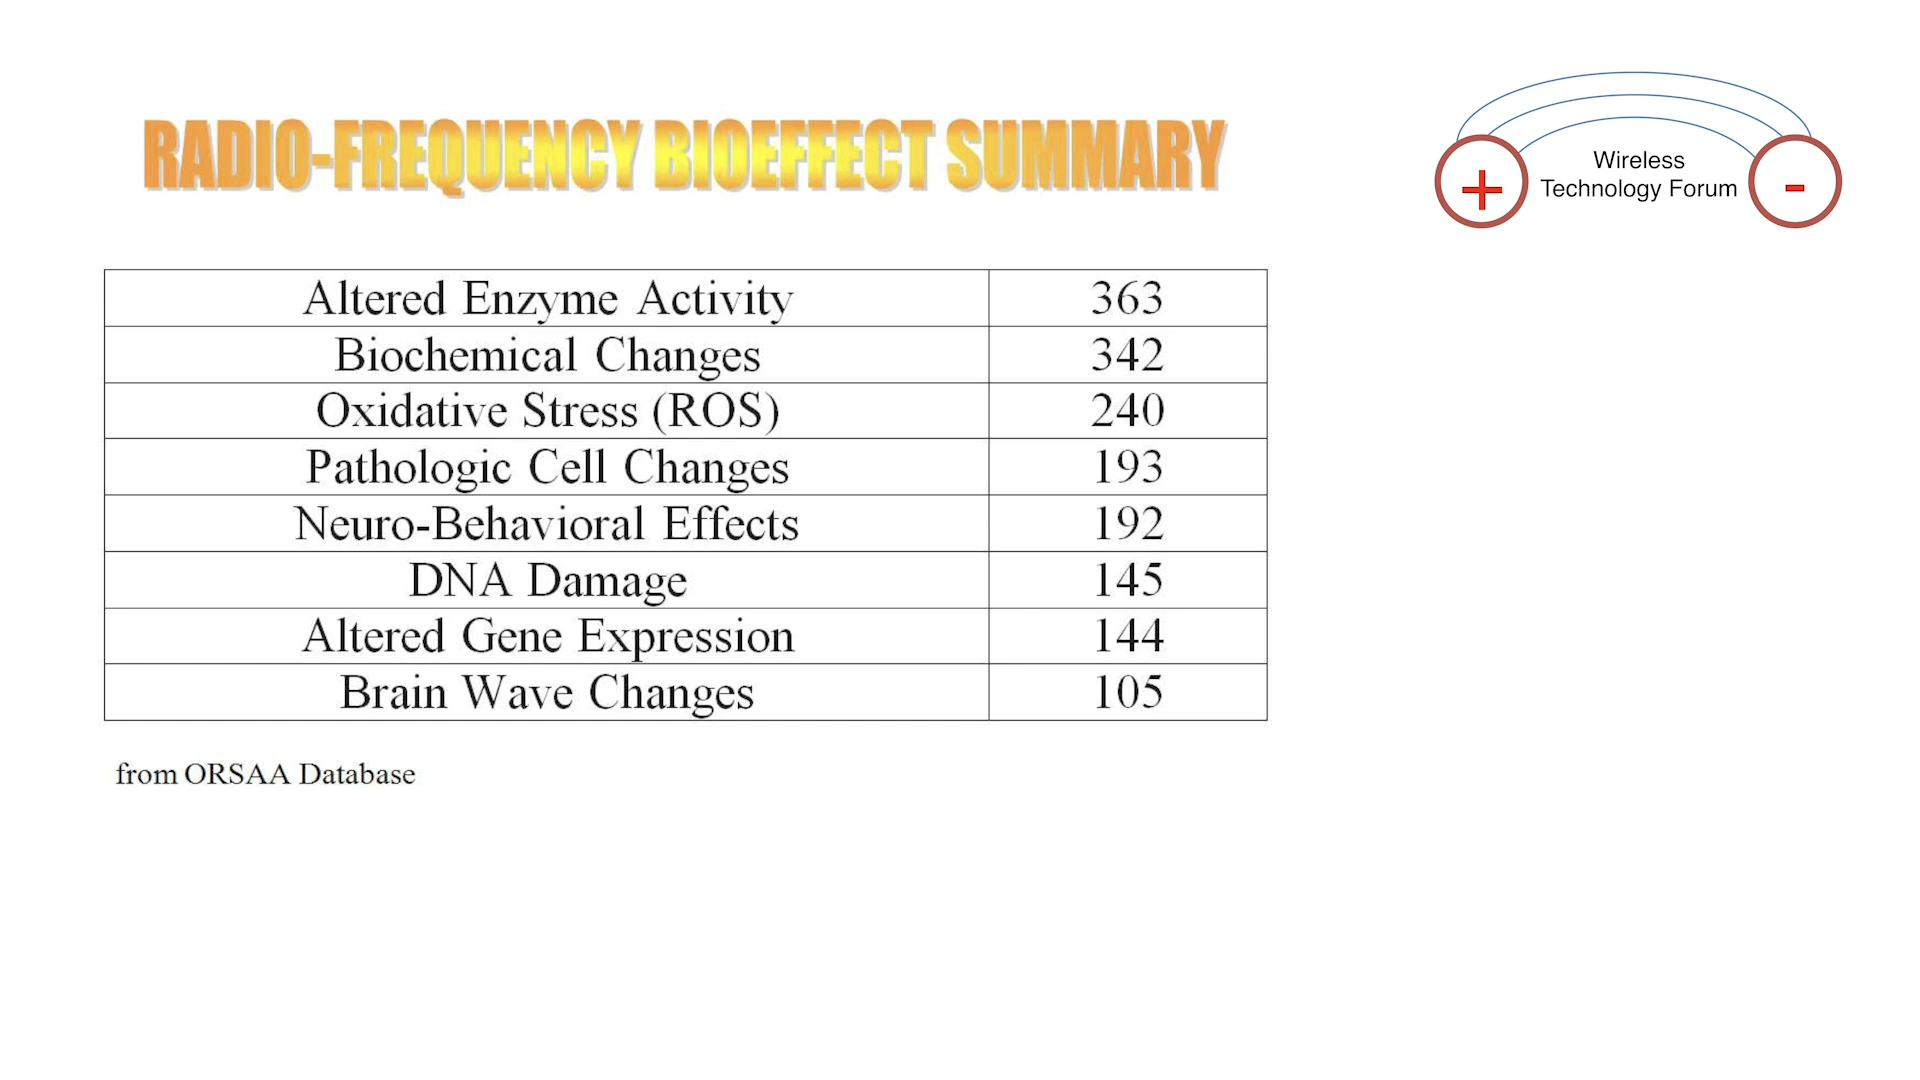 RADIO-FREQUENCY BIOEFFECT SUMMARY
+ Wireless Technology Forum -
Altered Enzyme Activity 363
Biochemical Changes 342
Oxidative Stress (ROS) 240
Pathologic Cell Changes 193
Neuro-Behavioral Effects 192
DNA Damage 145
Altered Gene Expression 144
Brain Wave Changes 105
from ORSAA Database